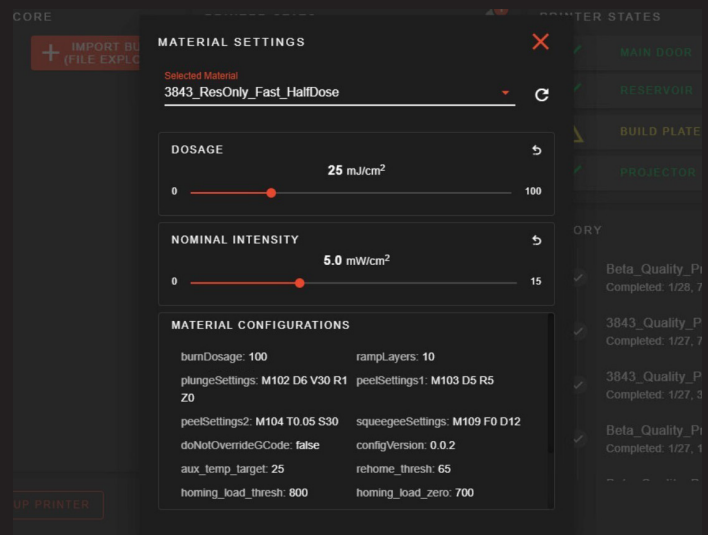 CORE
PRINTER STATES
IMPORT BU
(FILE EXPLO
MATERIAL SETTINGS
Selected Material
3843_ResOnly_Fast_HalfDose
DOSAGE
25 mJ/cm²
0
100
NOMINAL INTENSITY
5.0 mW/cm²
0
15
MATERIAL CONFIGURATIONS
burnDosage: 100
rampLayers: 10
plungeSettings: M102 D6 V30 R1
Z0
peelSettings1: M103 D5 R5
peelSettings2: M104 T0.05 S30
squeegeeSettings: M109 F0 D12
doNotOverrideGCode: false
configVersion: 0.0.2
aux_temp_target: 25
rehome_thresh: 65
homing_load_thresh: 800
homing_load_zero: 700
MAIN DOOR
RESERVOIR
BUILD PLATE
PROJECTOR
ORY
Beta_Quality_Pr
Completed: 1/28, 7
3843_Quality_P
Completed: 1/27, 7
3843_Quality_P
Completed: 1/27, 3
Beta_Quality_Pr
Completed: 1/27, 1
UP PRINTER